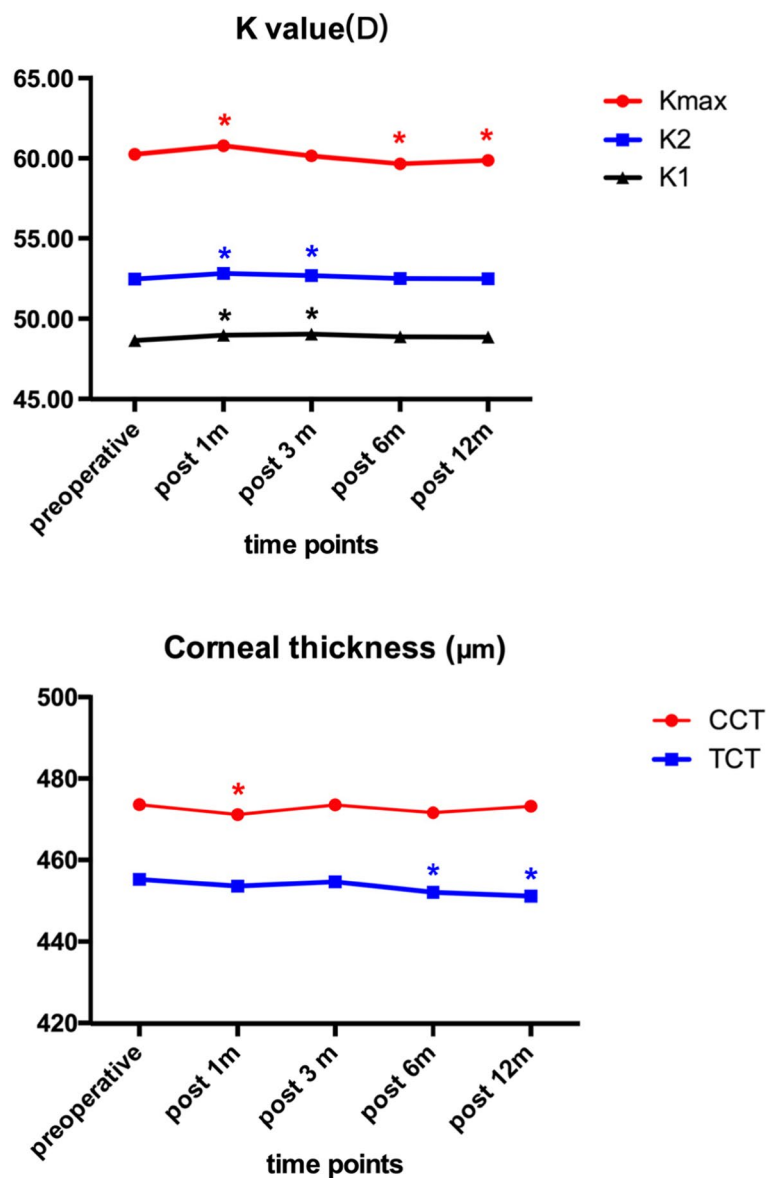 K value(D)
65.00
60.00
55.00
50.00
45.00
* * *
* *
* *
Kmax
K2
K1
preoperative
post 1m
post 3 m
post 6m
post 12m
time points
Corneal thickness (μm)
500
480
460
440
420
*
* *
CCT
TCT
preoperative
post 1m
post 3 m
post 6m
post 12m
time points